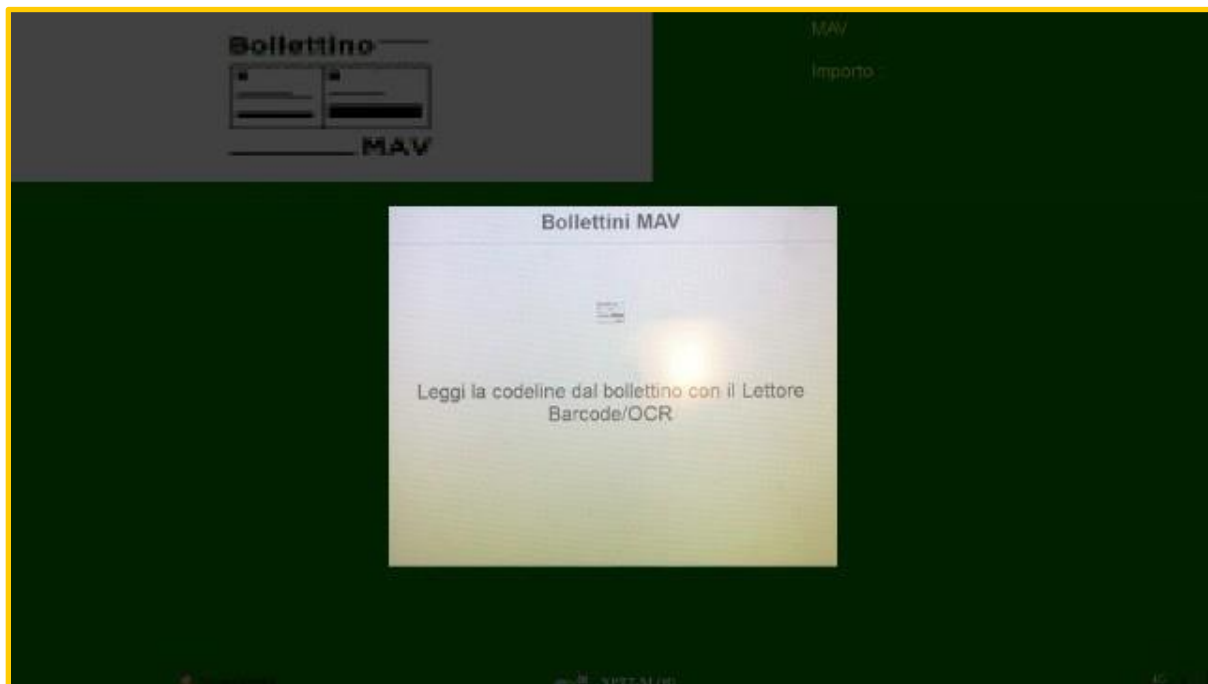 Bollettino
MAV
MAV
Importo :
Bollettini MAV
Leggi la codeline dal bollettino con il Lettore
Barcode/OCR